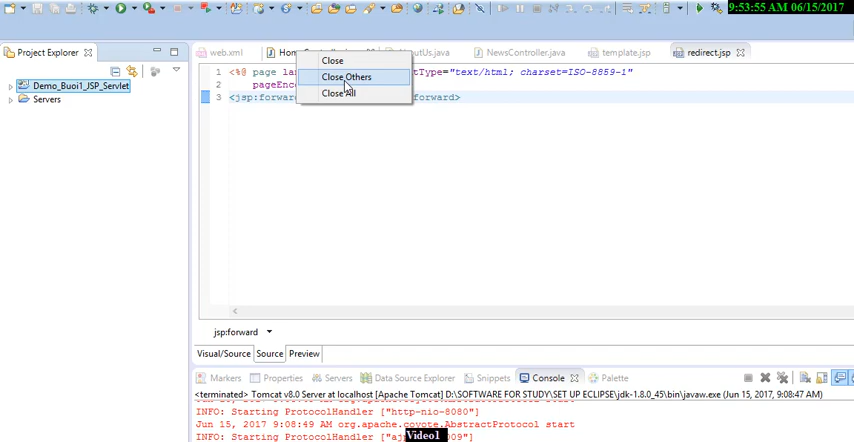 9:53:55 AM 06/15/2017
Project Explorer
Demo_Buoi1_JSP_Servlet
Servers
web.xml
NewsController.java
template.jsp
redirect.jsp
Close
Close Others
Close All
1 <%@ page
Type="text/html; charset=ISO-8859-1"
2
3 <jsp:forward
forward>
jsp:forward
Visual/Source Source Preview
Markers Properties Servers Data Source Explorer Snippets Console Palette
<terminated> Tomcat v8.0 Server at localhost [Apache Tomcat] D:\SOFTWARE FOR STUDY\SET UP ECLIPSE\jdk-1.8.0_45\bin\javaw.exe (Jun 15, 2017, 9:08:47 AM)
INFO: Starting ProtocolHandler ["http-nio-8080"]
Jun 15, 2017 9:08:49 AM org.apache.coyote.AbstractProtocol start
INFO: Starting ProtocolHandler
Video1